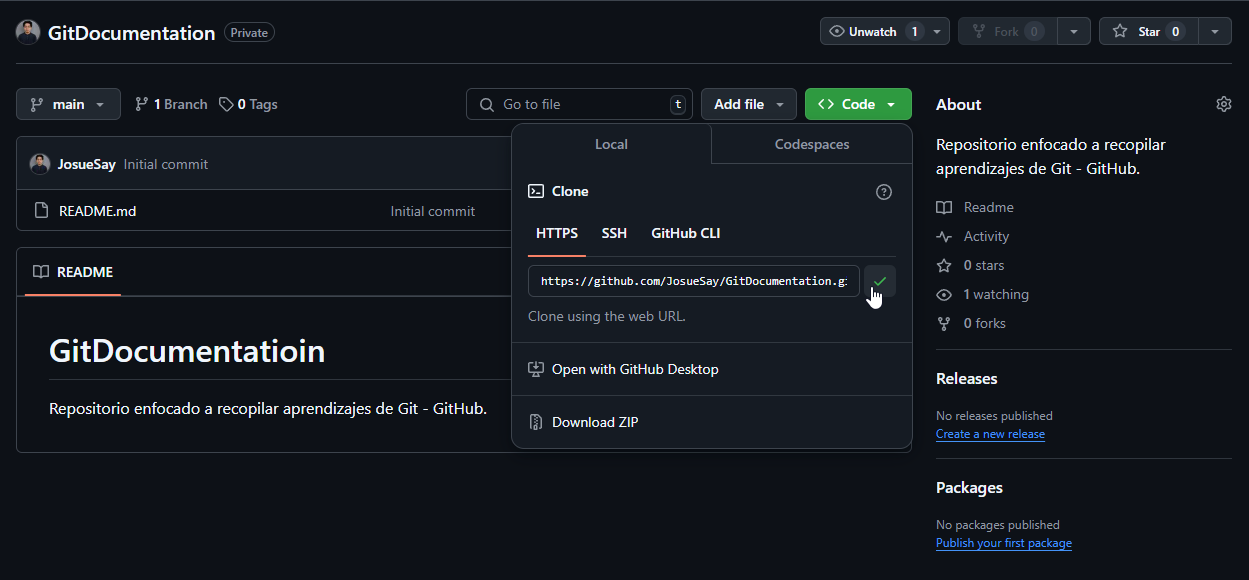 GitDocumentation Private
Unwatch 1
Fork 0
Star 0
main
1 Branch
0 Tags
Go to file t
Add file
Code
JosueSay Initial commit
README.md Initial commit
README
GitDocumentatioin
Repositorio enfocado a recopilar aprendizajes de Git - GitHub.
Local Codespaces
Clone
HTTPS SSH GitHub CLI
https://github.com/JosueSay/GitDocumentation.gi
Clone using the web URL.
Open with GitHub Desktop
Download ZIP
About
Repositorio enfocado a recopilar
aprendizajes de Git - GitHub.
Readme
Activity
0 stars
1 watching
0 forks
Releases
No releases published
Create a new release
Packages
No packages published
Publish your first package